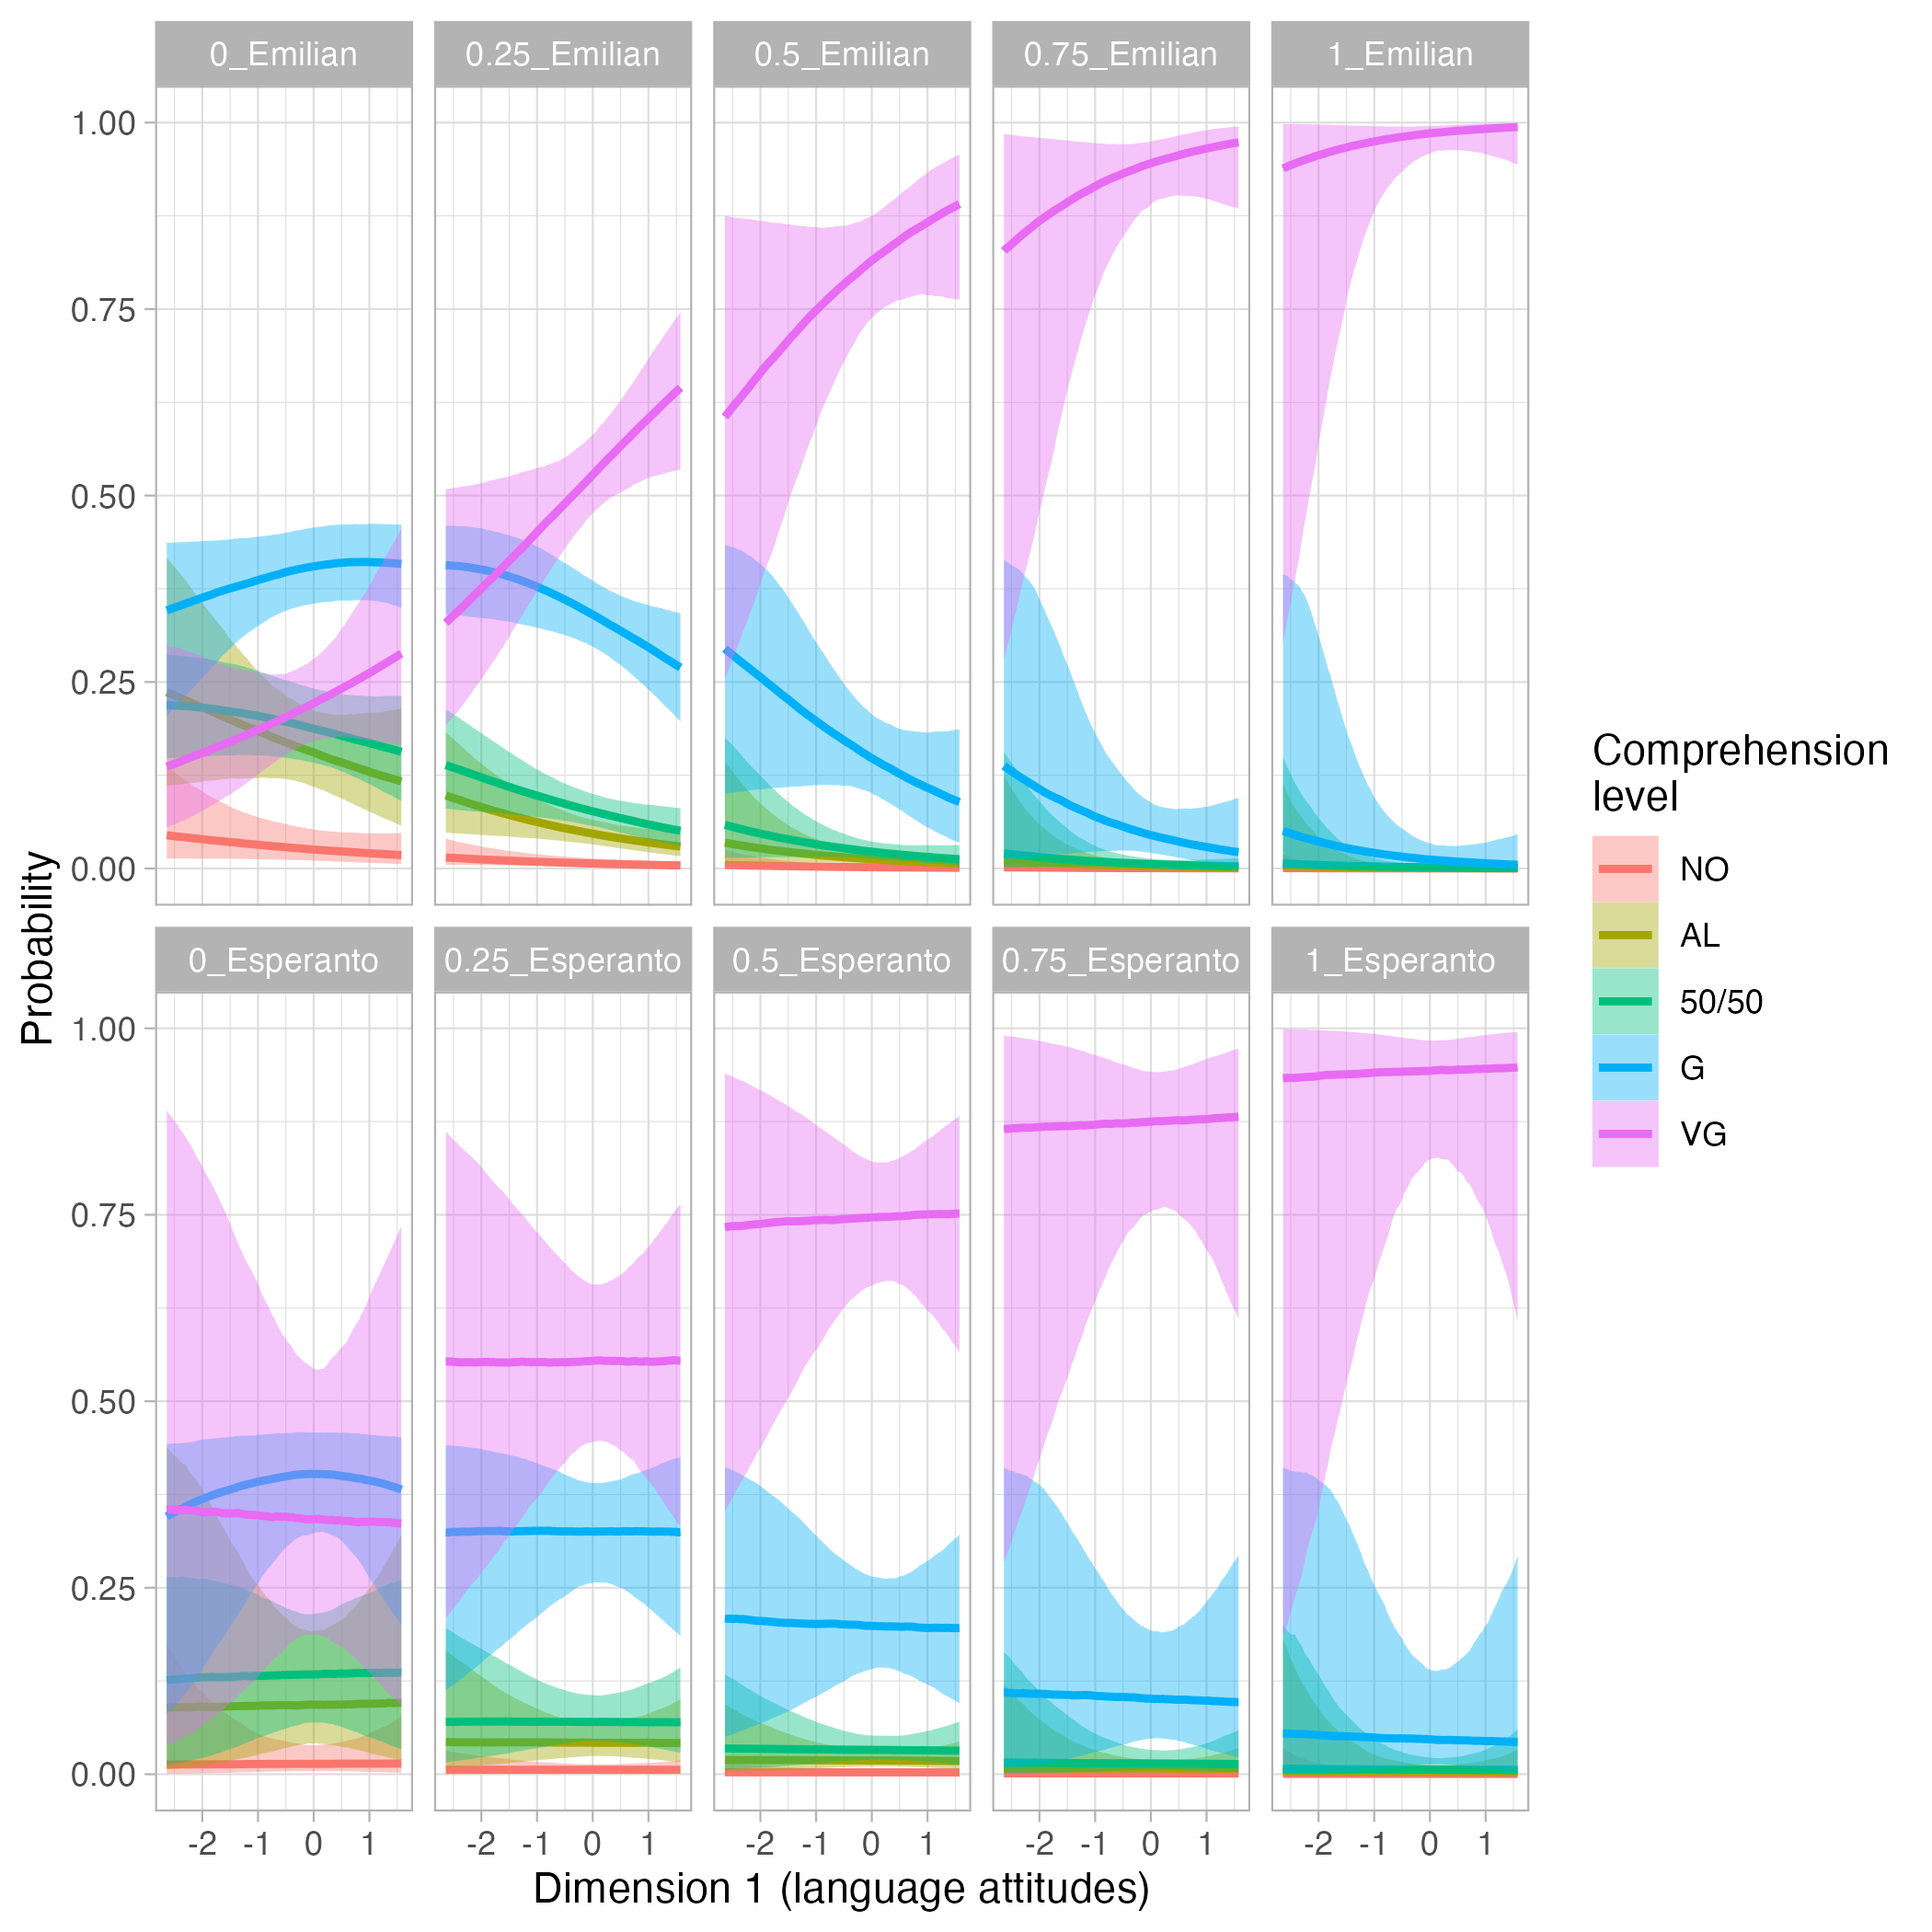 0_Emilian 0.25_Emilian 0.5_Emilian 0.75_Emilian 1_Emilian
1.00
0.75
0.50
0.25
0.00
0_Esperanto 0.25_Esperanto 0.5_Esperanto 0.75_Esperanto 1_Esperanto
1.00
0.75
0.50
0.25
0.00
Probability
-2 -1 0 1 -2 -1 0 1 -2 -1 0 1 -2 -1 0 1 -2 -1 0 1
Dimension 1 (language attitudes)
Comprehension
level
NO
AL
50/50
G
VG